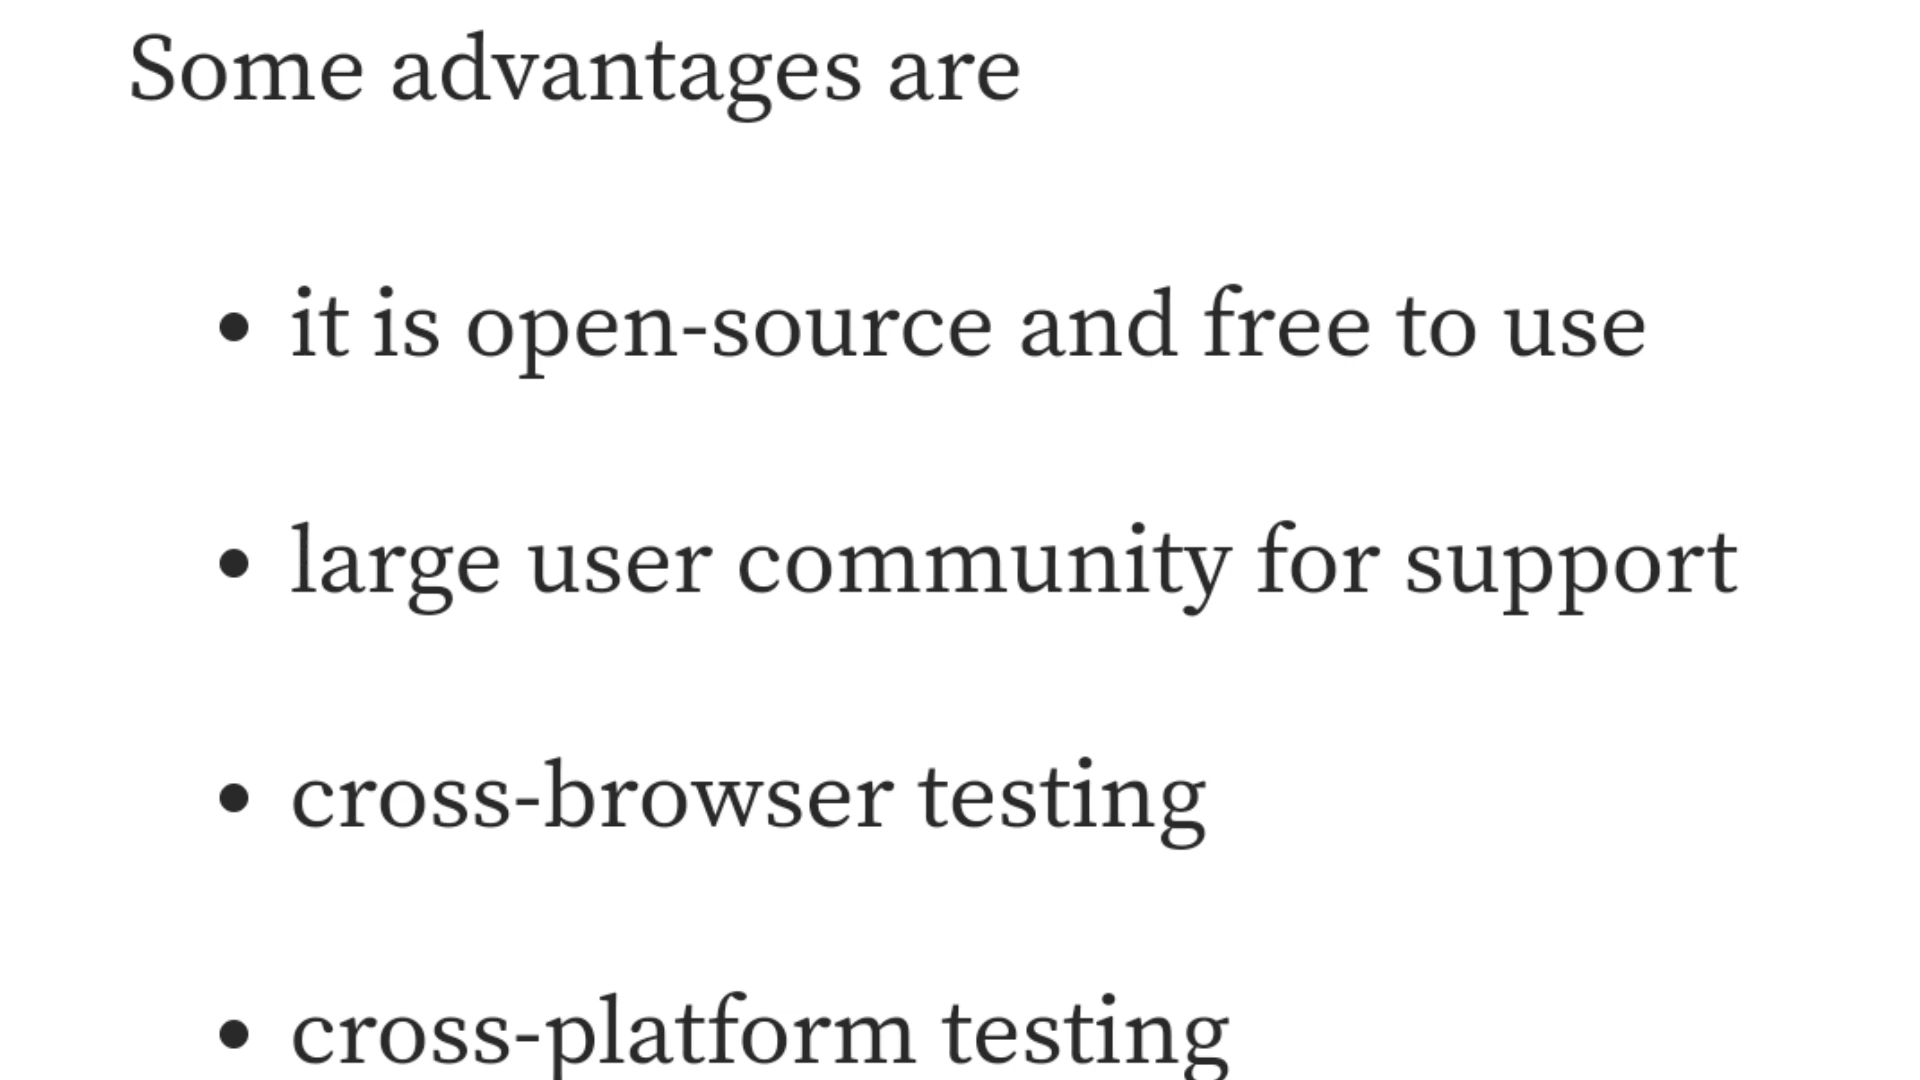 Some advantages are
• it is open-source and free to use
• large user community for support
• cross-browser testing
• cross-platform testing